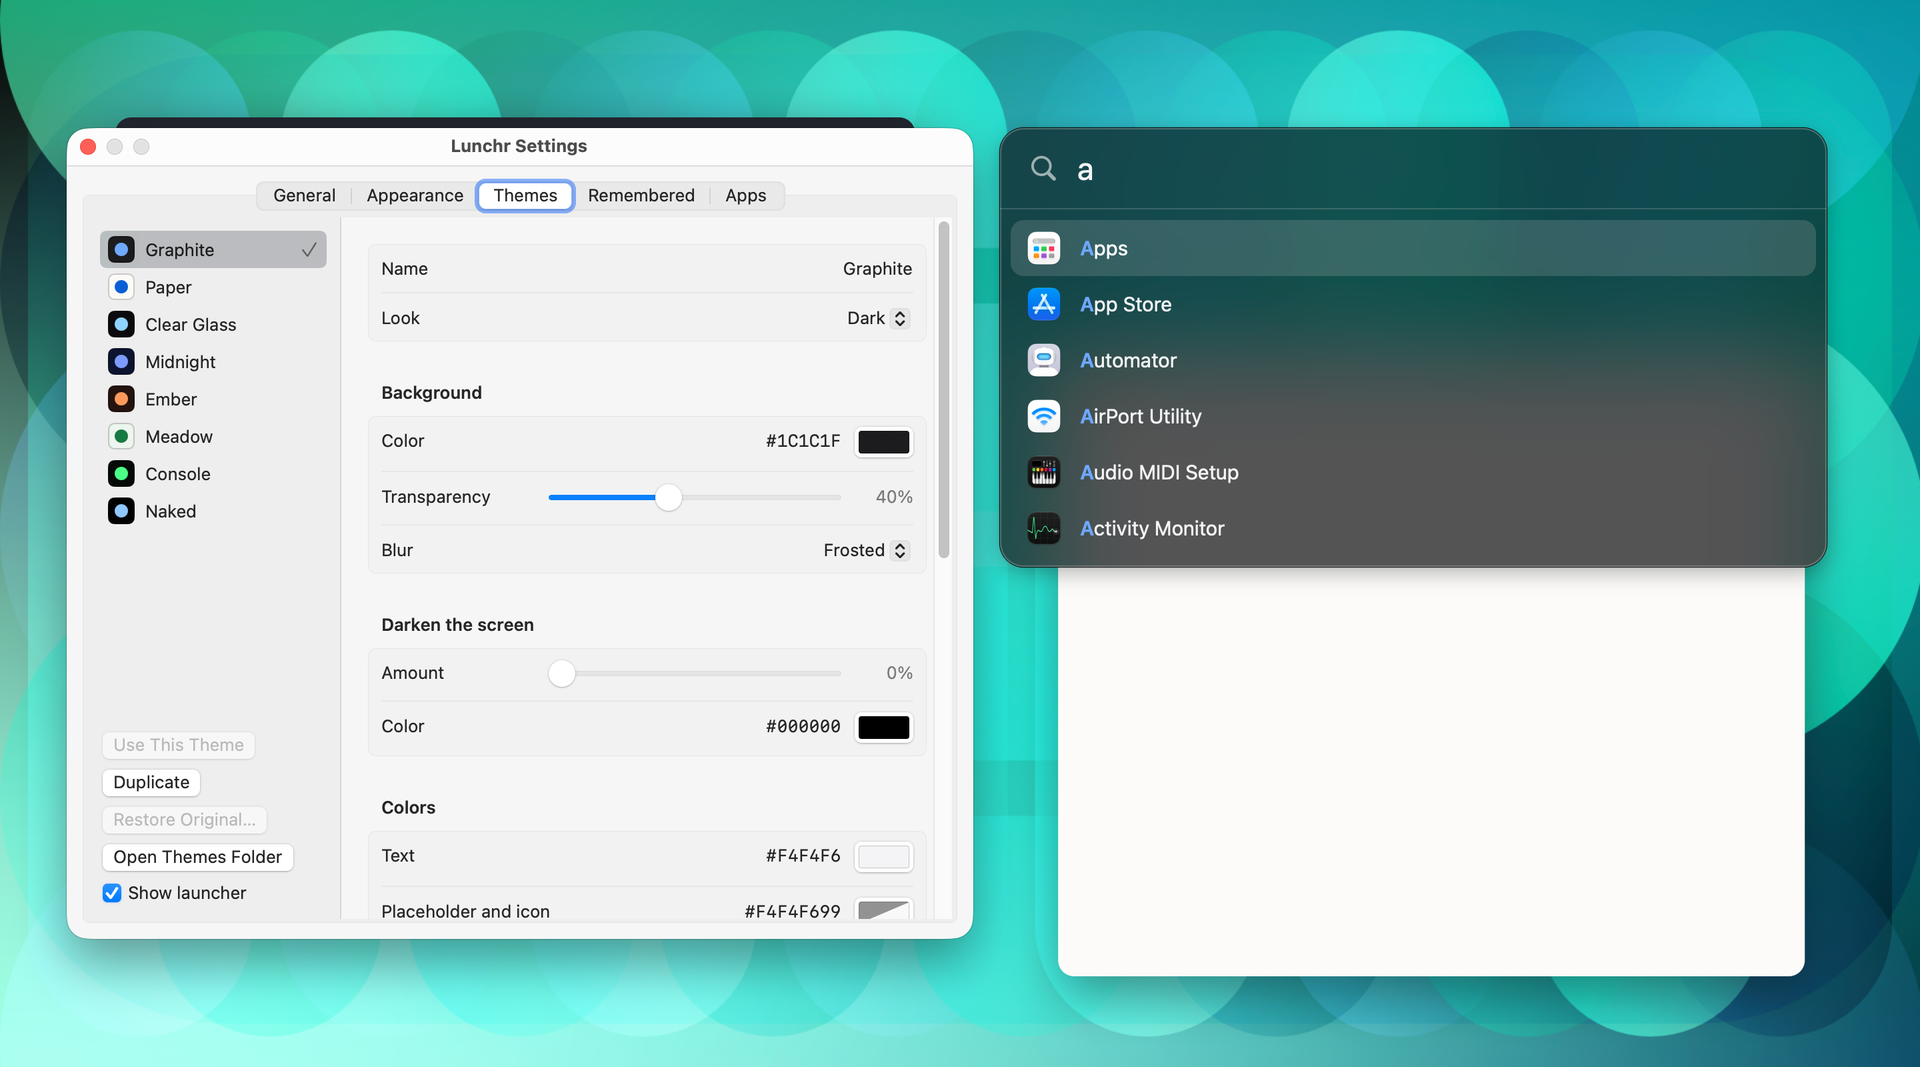 Lunchr Settings
General
Appearance
Themes
Remembered
Apps
Graphite
Paper
Clear Glass
Midnight
Ember
Meadow
Console
Naked
Use This Theme
Duplicate
Restore Original...
Open Themes Folder
Show launcher
Name Graphite
Look Dark
Background
Color #1C1C1F
Transparency 40%
Blur Frosted
Darken the screen
Amount 0%
Color #000000
Colors
Text #F4F4F6
Placeholder and icon #F4F4F699
a
Apps
App Store
Automator
AirPort Utility
Audio MIDI Setup
Activity Monitor